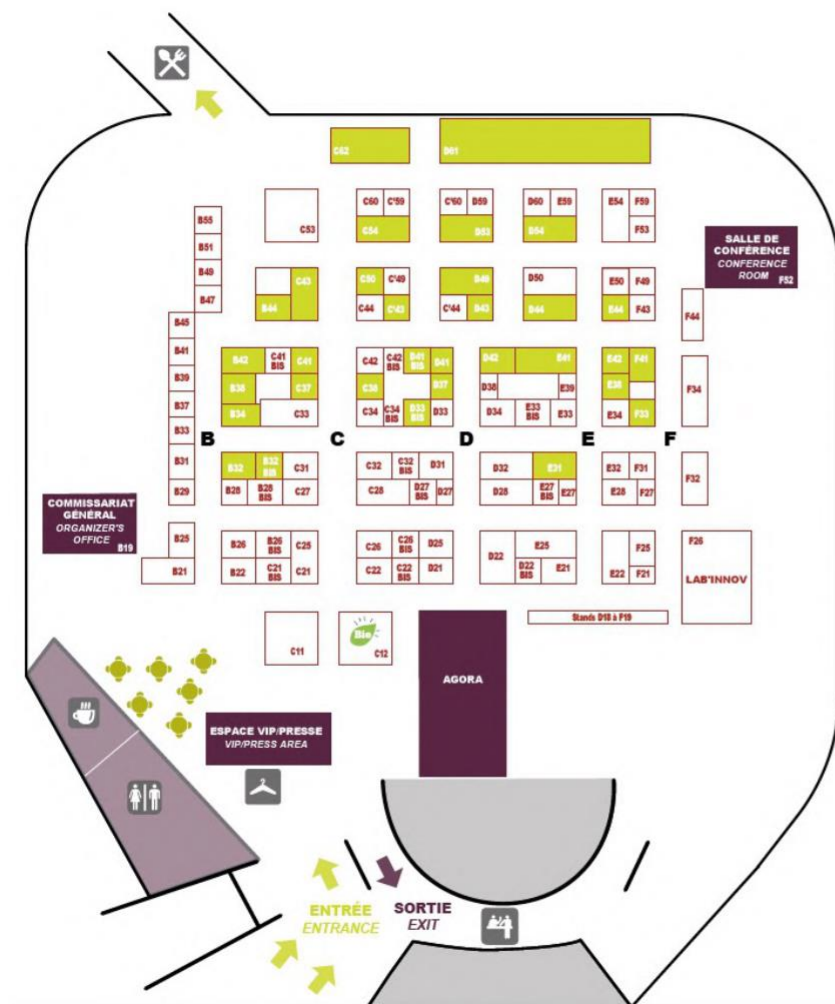 C62
D61
B55
C53
C60
C'59
C54
C'60
D59
D53
D60
E59
D54
E54
F59
F53
B51
B49
B47
SALLE DE
CONFÉRENCE
CONFERENCE
ROOM
F52
C43
B44
C50
C'49
C44
C'43
D49
C'44
D43
D50
D44
E50
F49
E44
F43
F44
B45
B41
B39
B37
B33
B31
B29
B42
C41
BIS
C41
B38
C37
B34
C33
C42
C42
BIS
D41
BIS
D41
C38
D37
C34
C34
BIS
D33
BIS
D33
D42
E41
D38
E39
D34
E33
BIS
E33
E42
F41
E38
E34
F33
F34
B
C
D
E
F
B32
B32
BIS
C31
B28
B28
BIS
C27
C32
C32
BIS
D31
C28
D27
BIS
D27
D32
E31
D28
E27
BIS
E27
E32
F31
E28
F27
F32
COMMISSARIAT
GÉNÉRAL
ORGANIZER'S
OFFICE
B19
B25
B21
B26
B26
BIS
C25
B22
C21
BIS
C21
C26
C26
BIS
D25
C22
C22
BIS
D21
D22
E25
D22
BIS
E21
F25
E22
F21
F26
LAB'INNOV
C11
Bio
C12
Stands D18 à F19
AGORA
ESPACE VIP/PRESSE
VIP/PRESS AREA
ENTRÉE
ENTRANCE
SORTIE
EXIT